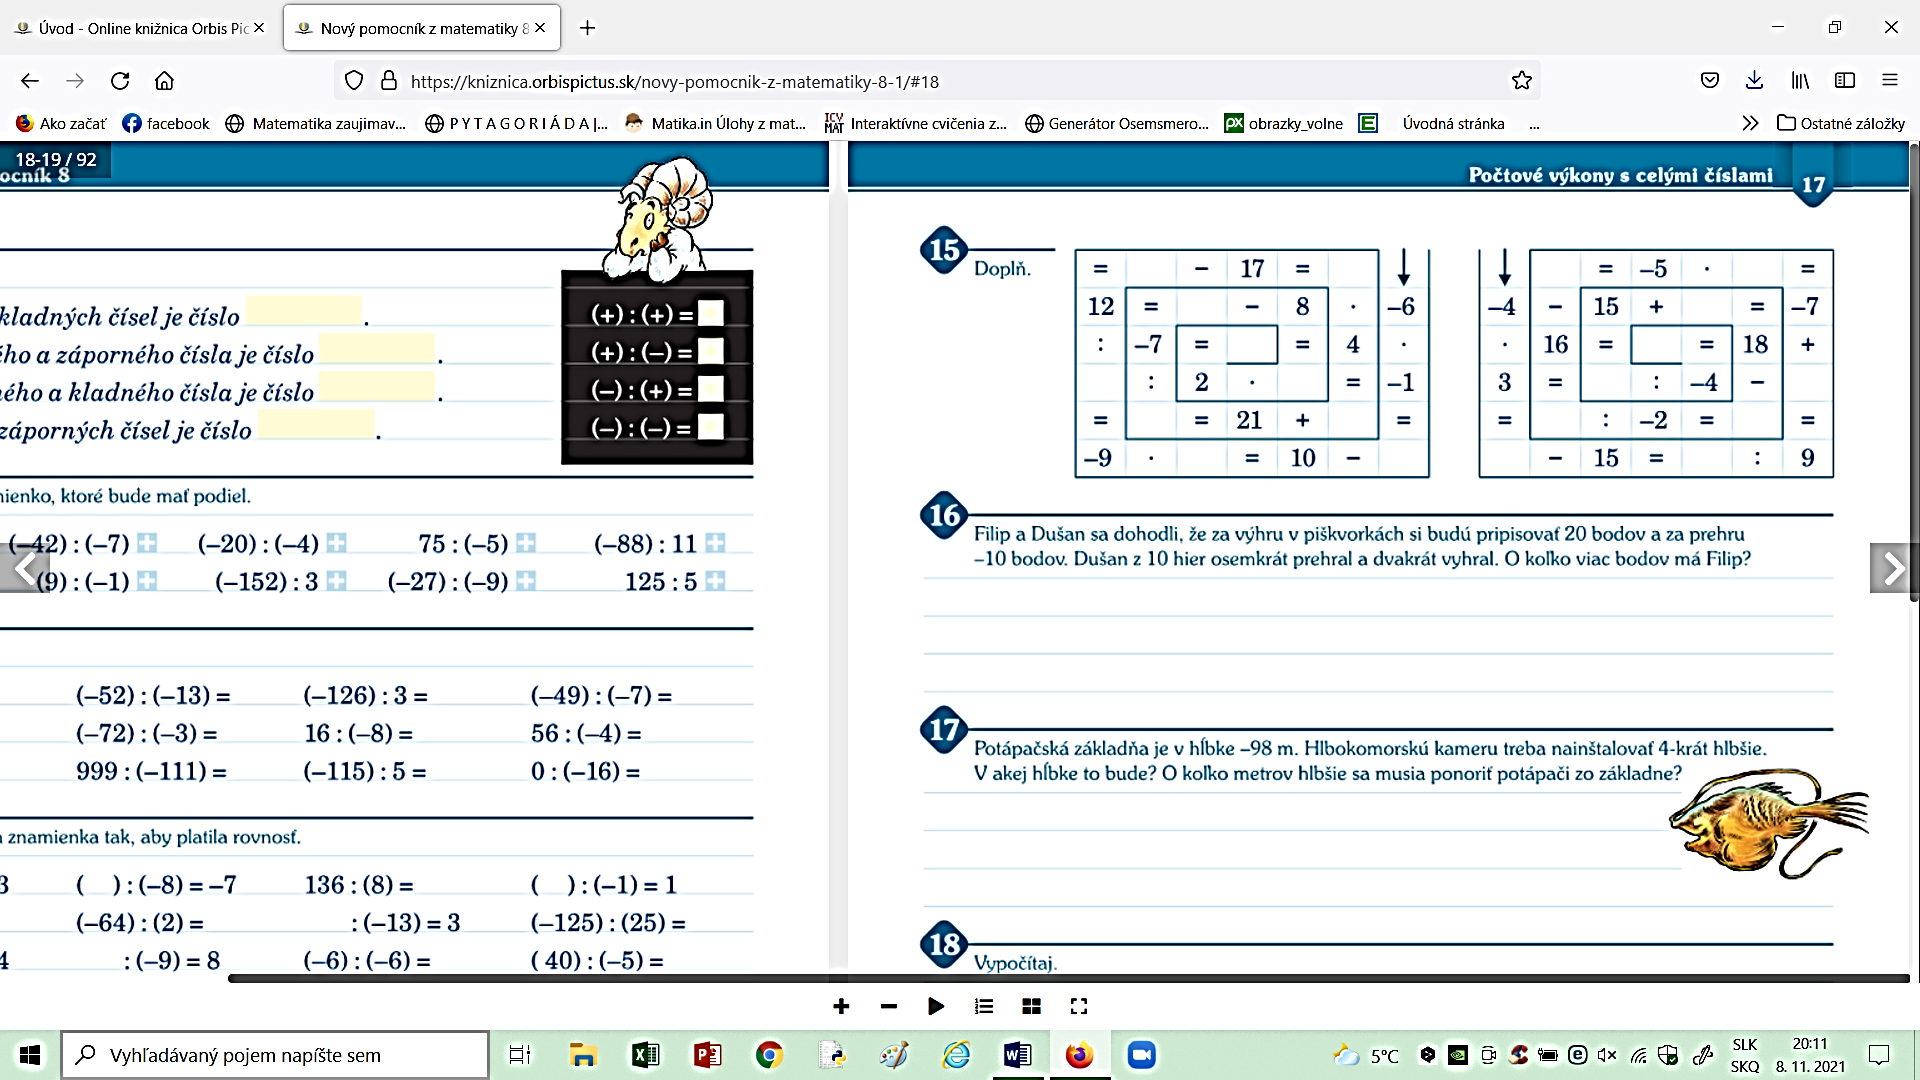 Úvod - Online knižnica Orbis Pic
Nový pomocník z matematiky 8
https://kniznica.orbispictus.sk/novy-pomocnik-z-matematiky-8-1/#18
Ako začať facebook Matematika zaujimav... P Y T A G O R I Á D A |... Matika.in Úlohy z mat... ICY MAT Interaktívne cvičenia z... Generátor Osemsmero... px obrazky_volne E Úvodná stránka ... Ostatné záložky
18-19 / 92
ocník 8
kladných čísel je číslo .
ého a záporného čísla je číslo .
ného a kladného čísla je číslo .
záporných čísel je číslo .
(+) : (+) =
(+) : (–) =
(–) : (+) =
(–) : (–) =
nienko, ktoré bude mať podiel.
(–42) : (–7) (–20) : (–4) 75 : (–5) (–88) : 11
(9) : (–1) (–152) : 3 (–27) : (–9) 125 : 5
(–52) : (–13) = (–126) : 3 = (–49) : (–7) =
(–72) : (–3) = 16 : (–8) = 56 : (–4) =
999 : (–111) = (–115) : 5 = 0 : (–16) =
znamienka tak, aby platila rovnosť.
3 ( ) : (–8) = –7 136 : (8) = ( ) : (–1) = 1
(–64) : (2) = : (–13) = 3 (–125) : (25) =
4 : (–9) = 8 (–6) : (–6) = ( 40) : (–5) =
Počtové výkony s celými číslami 17
15 Doplň.
= – 17 =
12 = – 8 · –6
: –7 = = 4 ·
: 2 · = –1
= = 21 + =
–9 · = 10 –
= –5 · =
–4 – 15 + = –7
· 16 = = 18 +
3 = : –4 –
= : –2 = =
– 15 = : 9
16
Filip a Dušan sa dohodli, že za výhru v piškvorkách si budú pripisovať 20 bodov a za prehru
–10 bodov. Dušan z 10 hier osemkrát prehral a dvakrát vyhral. O koľko viac bodov má Filip?
17
Potápačská základňa je v hĺbke –98 m. Hlbokomorskú kameru treba nainštalovať 4-krát hlbšie.
V akej hĺbke to bude? O koľko metrov hlbšie sa musia ponoriť potápači zo základne?
18
Vypočítaj.
Vyhľadávaný pojem napíšte sem
5°C
SLK
SKQ
20:11
8. 11. 2021